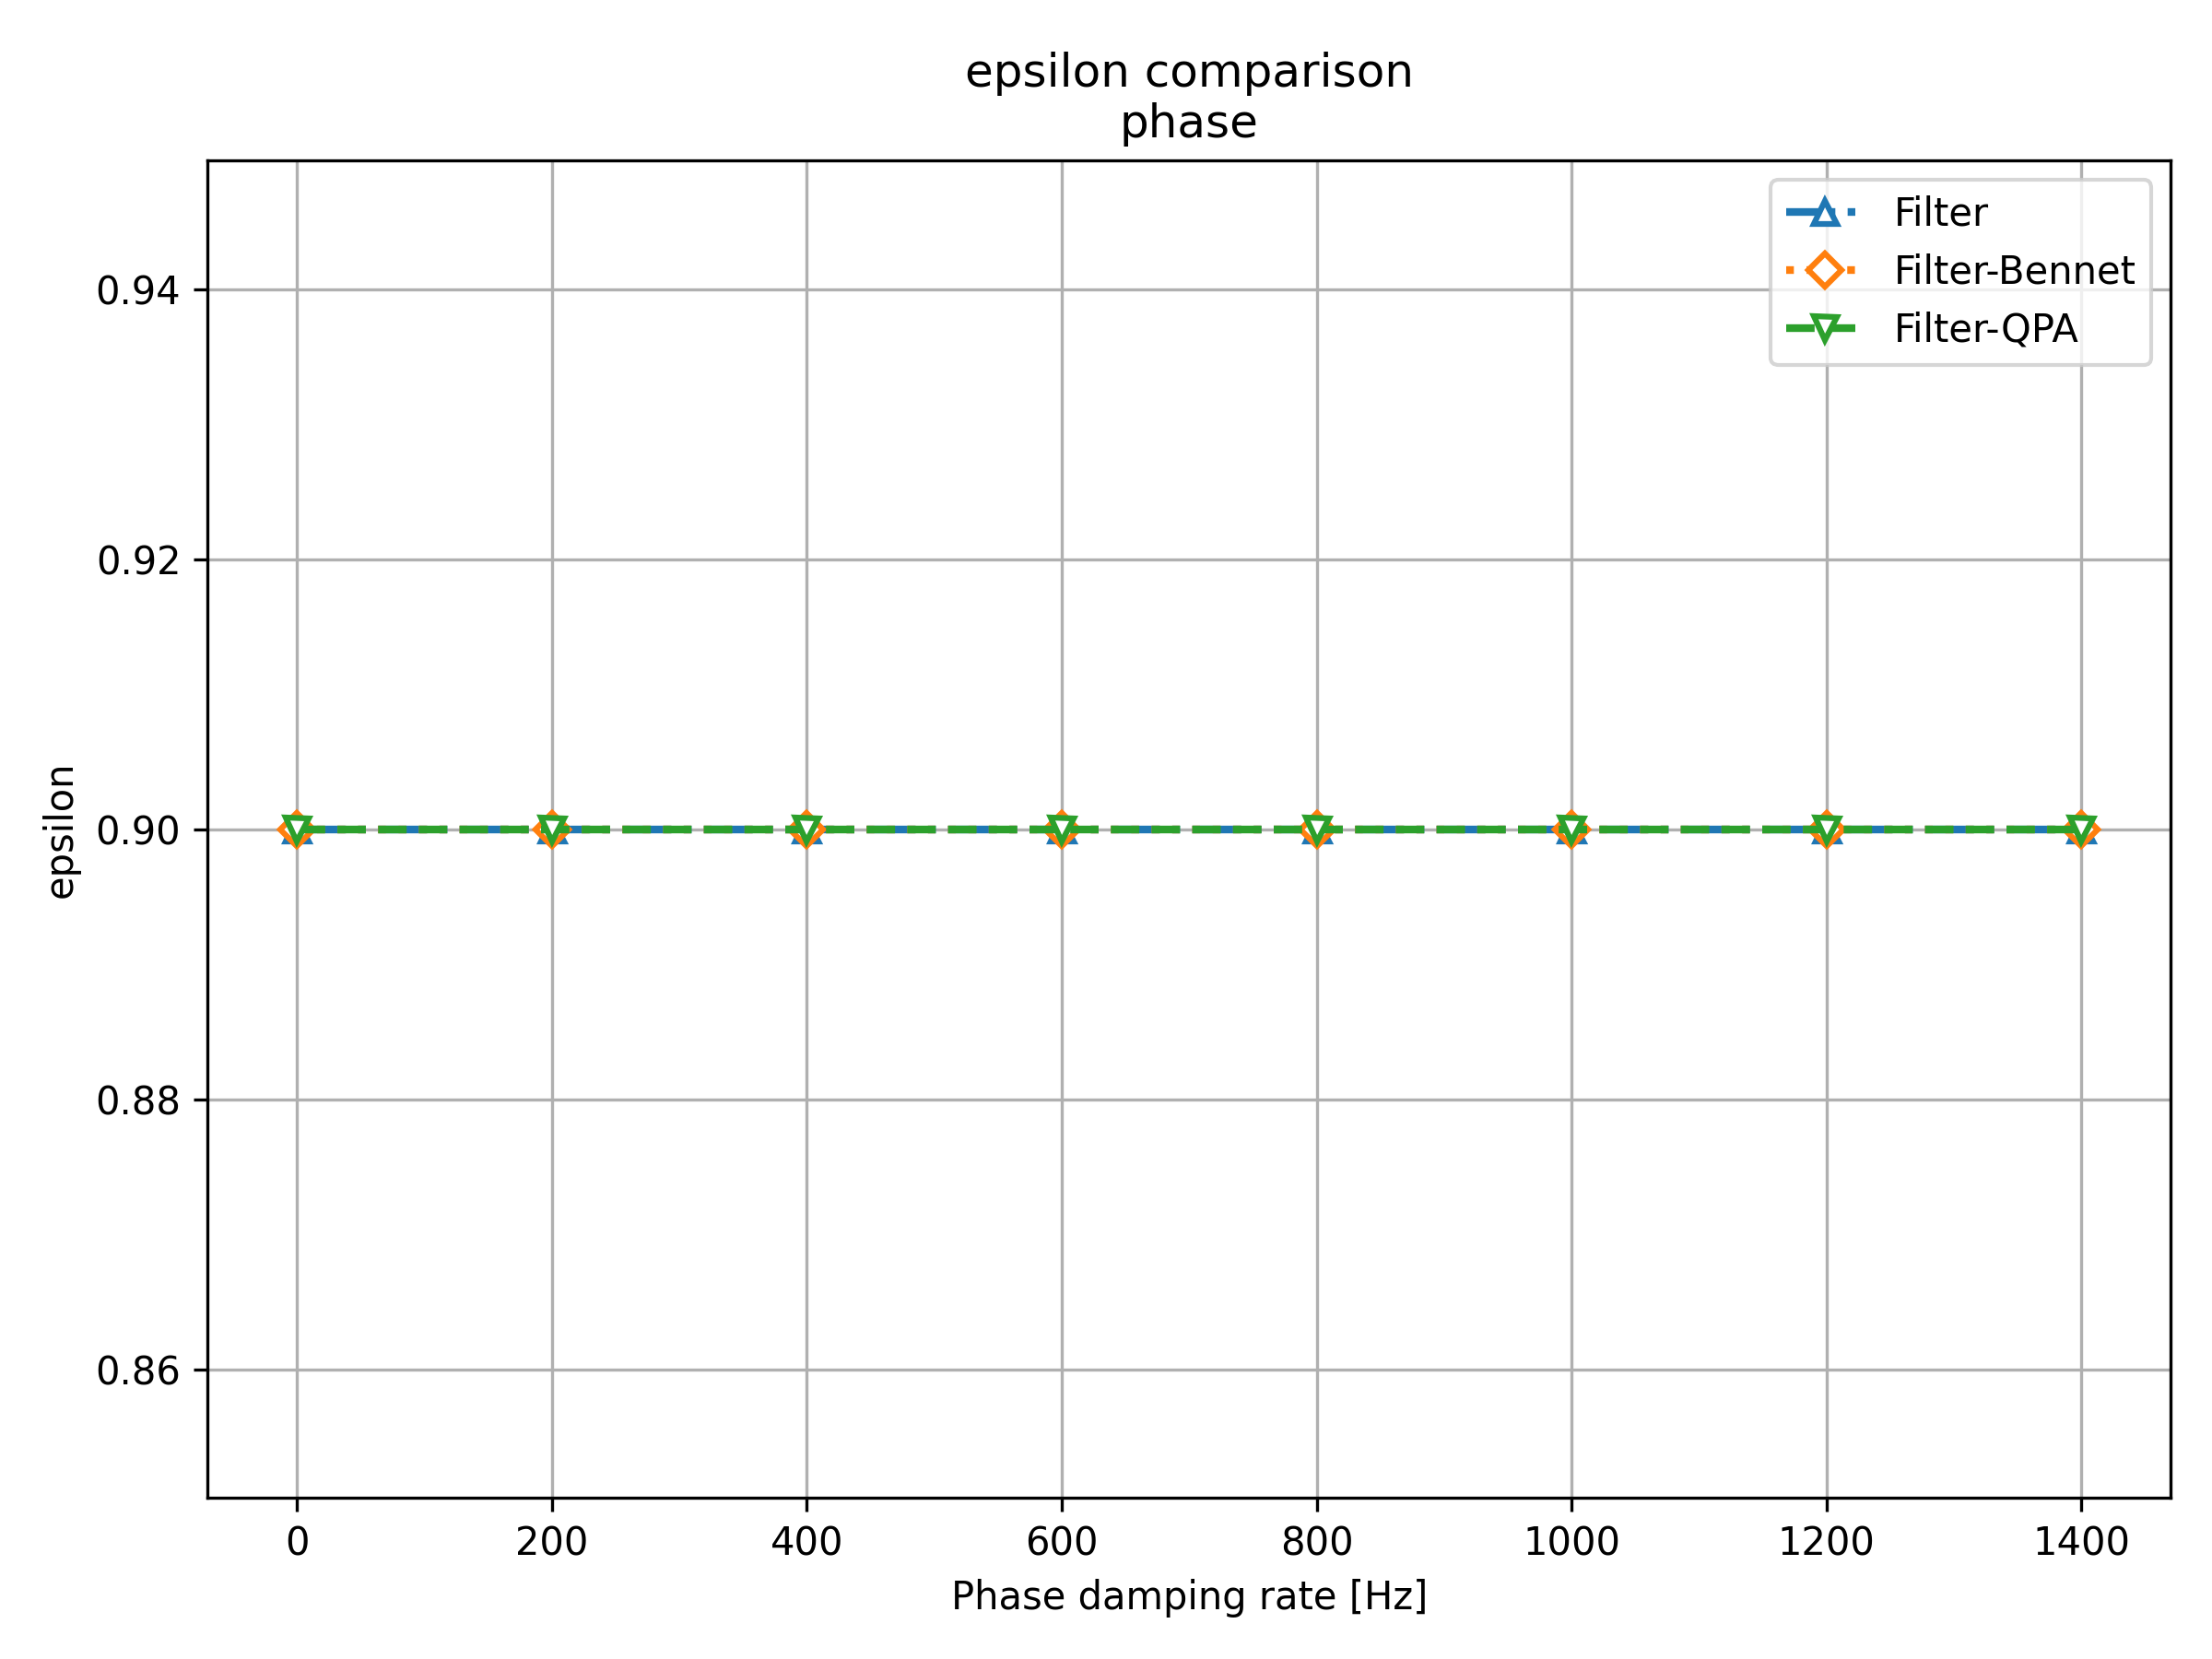 epsilon comparison
phase
Filter
Filter-Bennet
Filter-QPA
0.94
0.92
0.90
0.88
0.86
epsilon
0 200 400 600 800 1000 1200 1400
Phase damping rate [Hz]